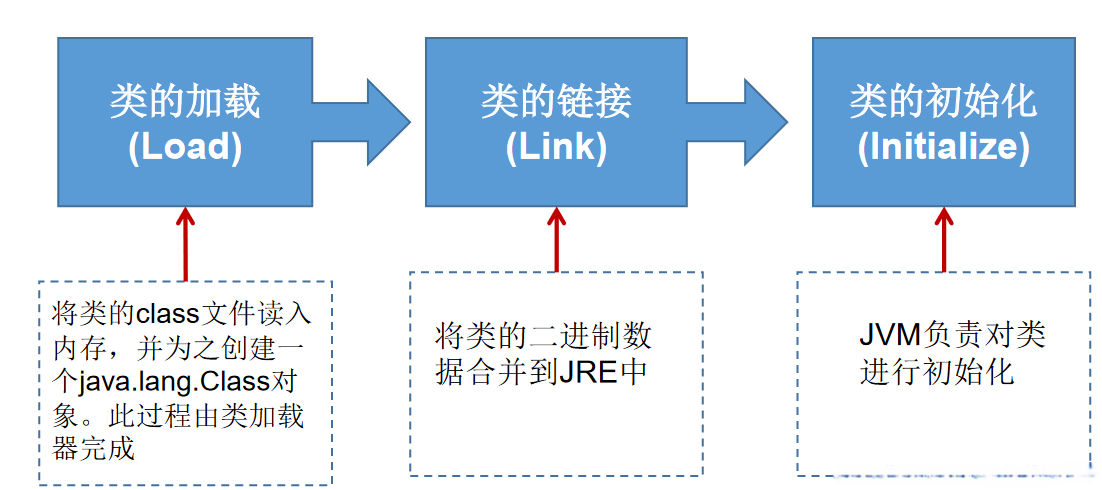 类的加载
(Load)
类的链接
(Link)
类的初始化
(Initialize)
将类的class文件读入
内存，并为之创建一
个java.lang.Class对
象。此过程由类加载
器完成
将类的二进制数
据合并到JRE中
JVM负责对类
进行初始化